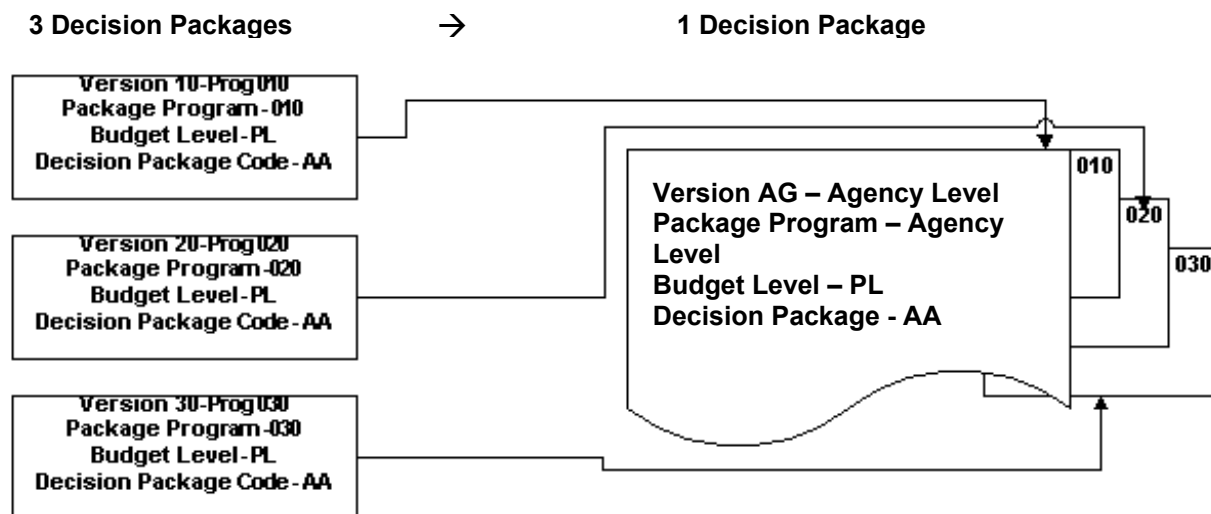 3 Decision Packages → 1 Decision Package
Version 10-Prog010
Package Program-010
Budget Level-PL
Decision Package Code-AA
Version 20-Prog020
Package Program-020
Budget Level-PL
Decision Package Code-AA
Version 30-Prog030
Package Program-030
Budget Level-PL
Decision Package Code-AA
Version AG – Agency Level
Package Program – Agency
Level
Budget Level – PL
Decision Package - AA
010
020
030